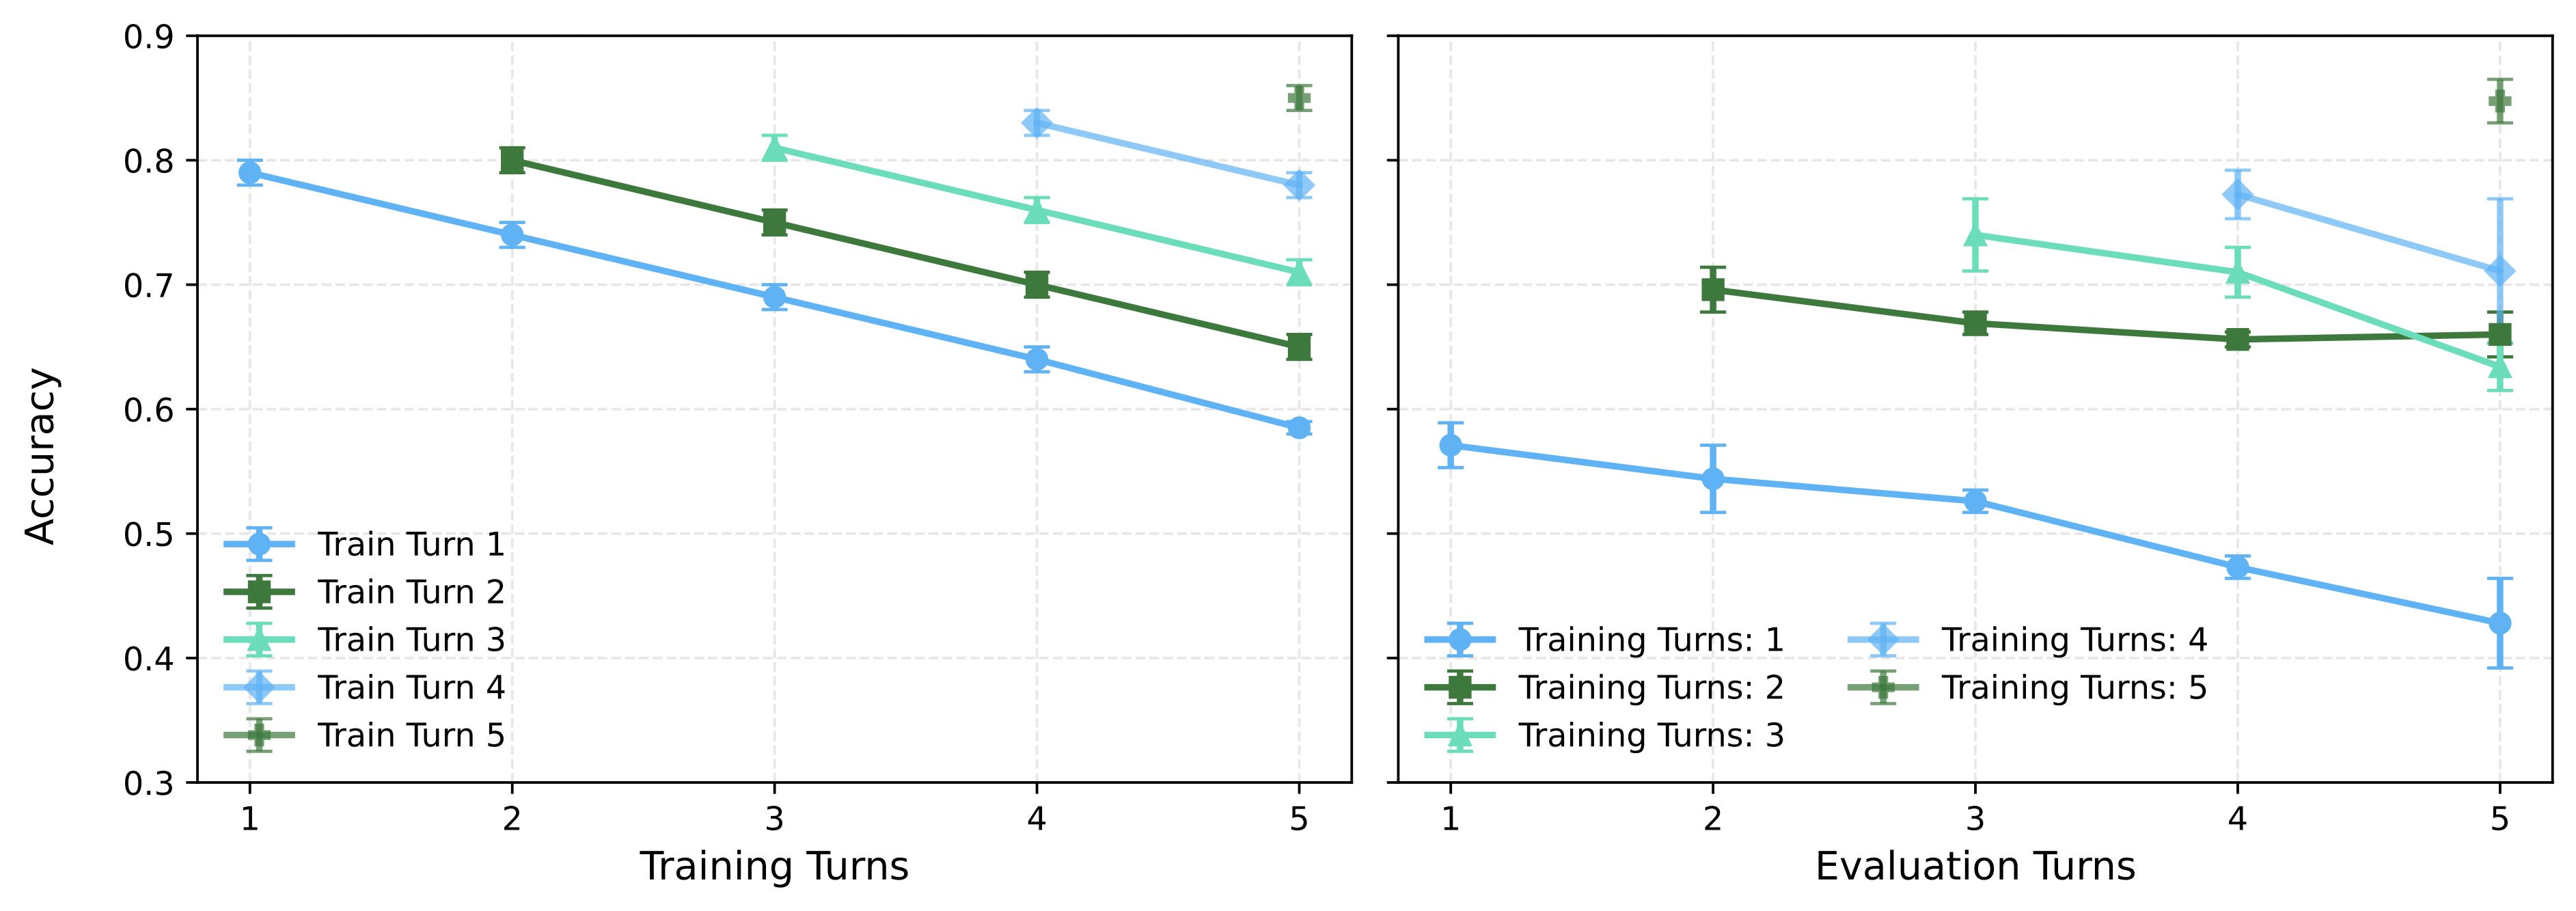 Accuracy
0.9
0.8
0.7
0.6
0.5
0.4
0.3
Train Turn 1
Train Turn 2
Train Turn 3
Train Turn 4
Train Turn 5
1 2 3 4 5
Training Turns
Training Turns: 1
Training Turns: 2
Training Turns: 3
Training Turns: 4
Training Turns: 5
1 2 3 4 5
Evaluation Turns